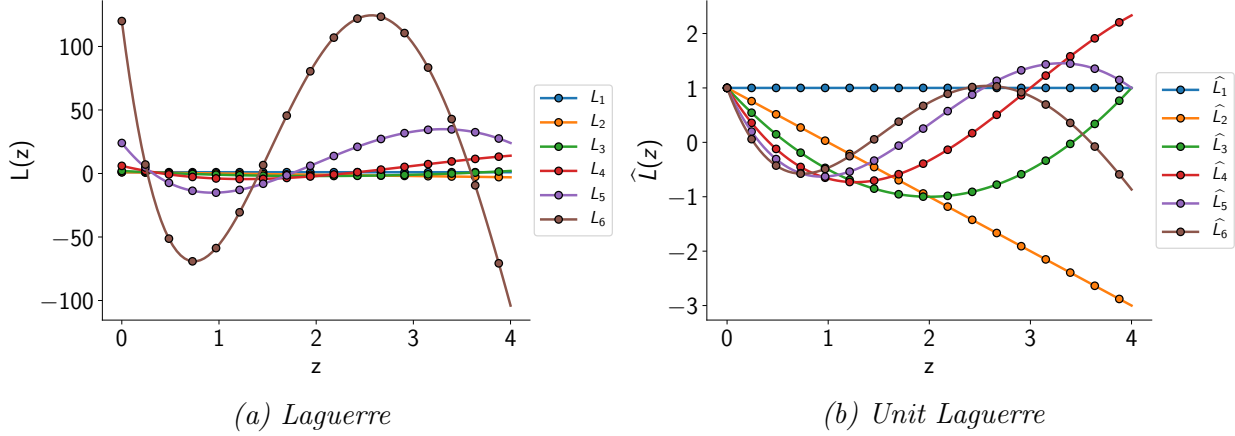 100
50
0
−50
−100
L(z)
0 1 2 3 4
z
L₁
L₂
L₃
L₄
L₅
L₆
(a) Laguerre
2
1
0
−1
−2
−3
L̂(z)
0 1 2 3 4
z
L̂₁
L̂₂
L̂₃
L̂₄
L̂₅
L̂₆
(b) Unit Laguerre